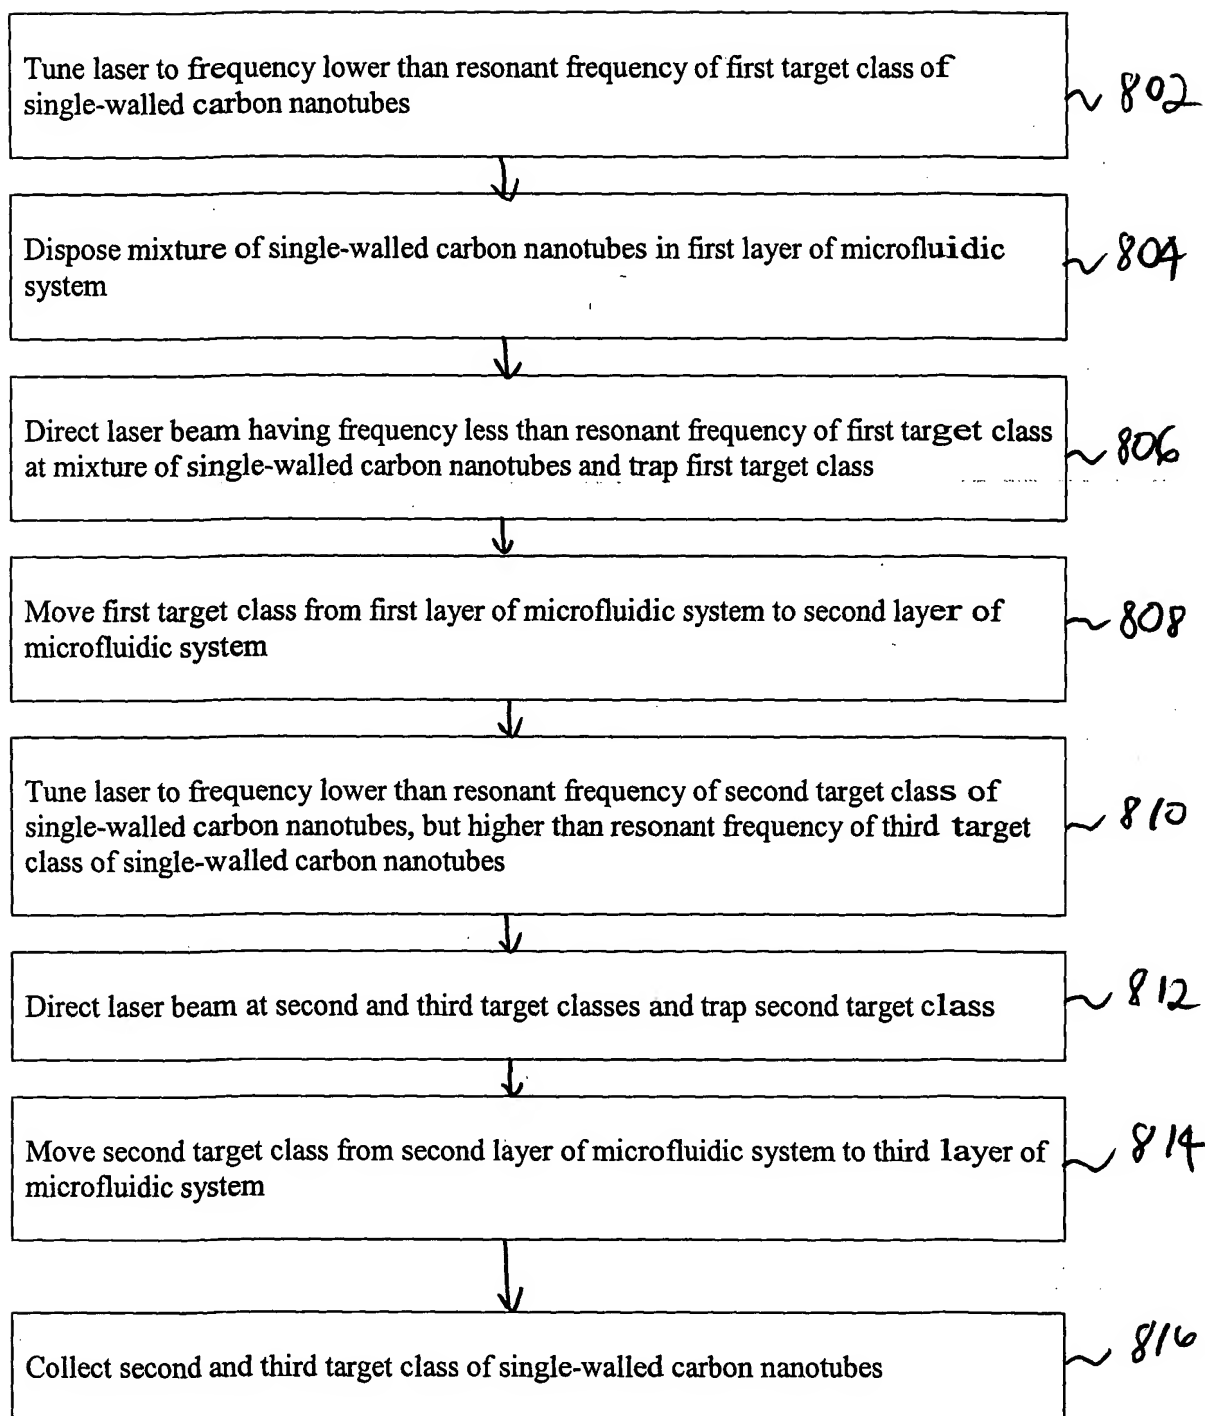 Tune laser to frequency lower than resonant frequency of first target class of
single-walled carbon nanotubes
802
Dispose mixture of single-walled carbon nanotubes in first layer of microfluidic
system
804
Direct laser beam having frequency less than resonant frequency of first target class
at mixture of single-walled carbon nanotubes and trap first target class
806
Move first target class from first layer of microfluidic system to second layer of
microfluidic system
808
Tune laser to frequency lower than resonant frequency of second target class of
single-walled carbon nanotubes, but higher than resonant frequency of third target
class of single-walled carbon nanotubes
810
Direct laser beam at second and third target classes and trap second target class
812
Move second target class from second layer of microfluidic system to third layer of
microfluidic system
814
Collect second and third target class of single-walled carbon nanotubes
816